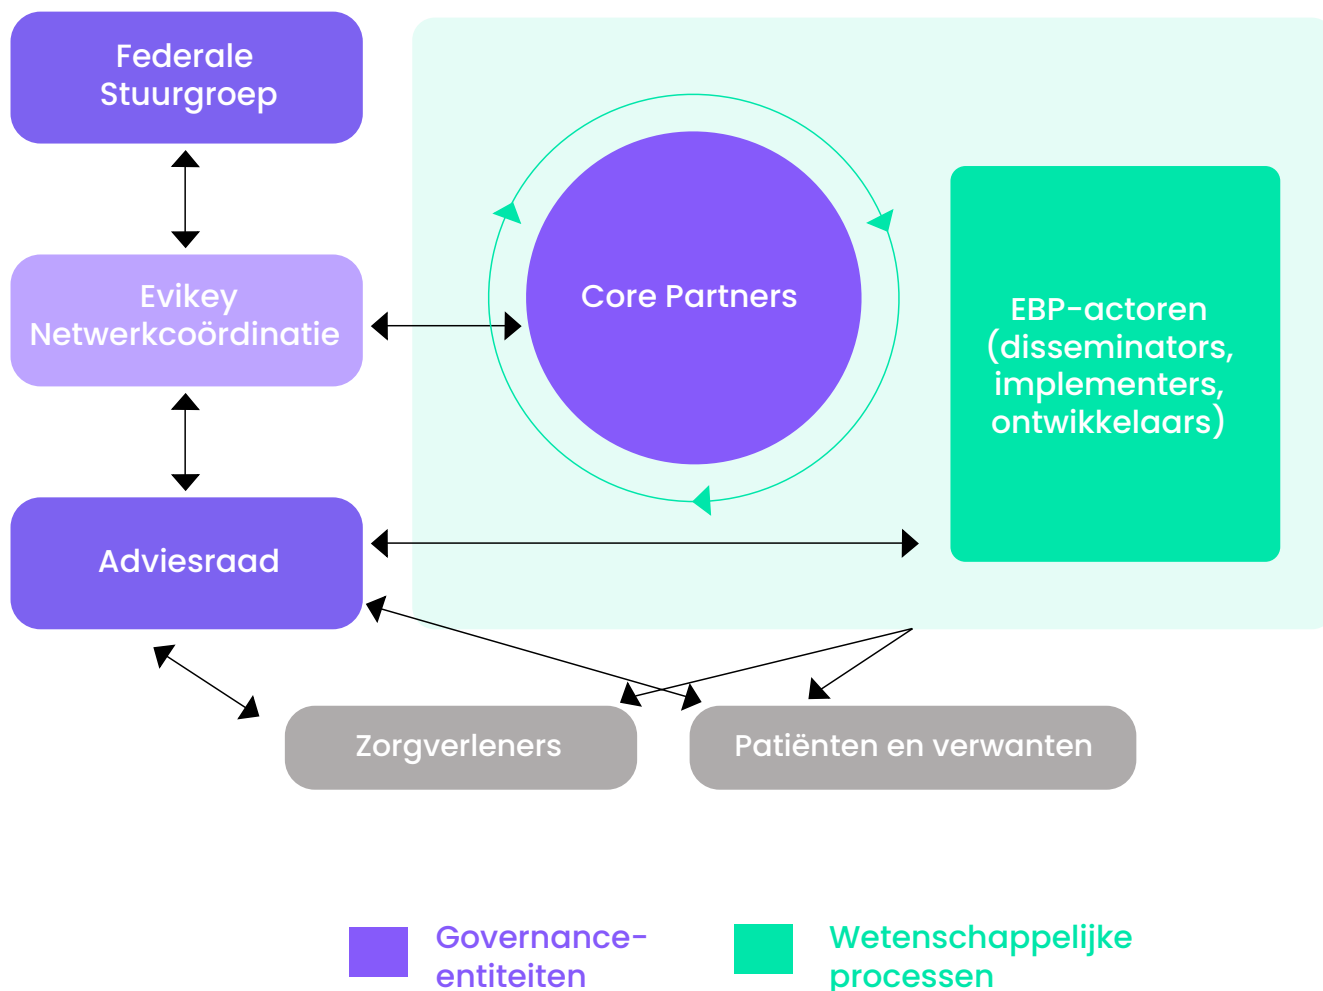 Federale
Stuurgroep
Evikey
Netwerkcoördinatie
Core Partners
EBP-actoren
(disseminators,
implementers,
ontwikkelaars)
Adviesraad
Zorgverleners
Patiënten en verwanten
Governance-
entiteiten
Wetenschappelijke
processen